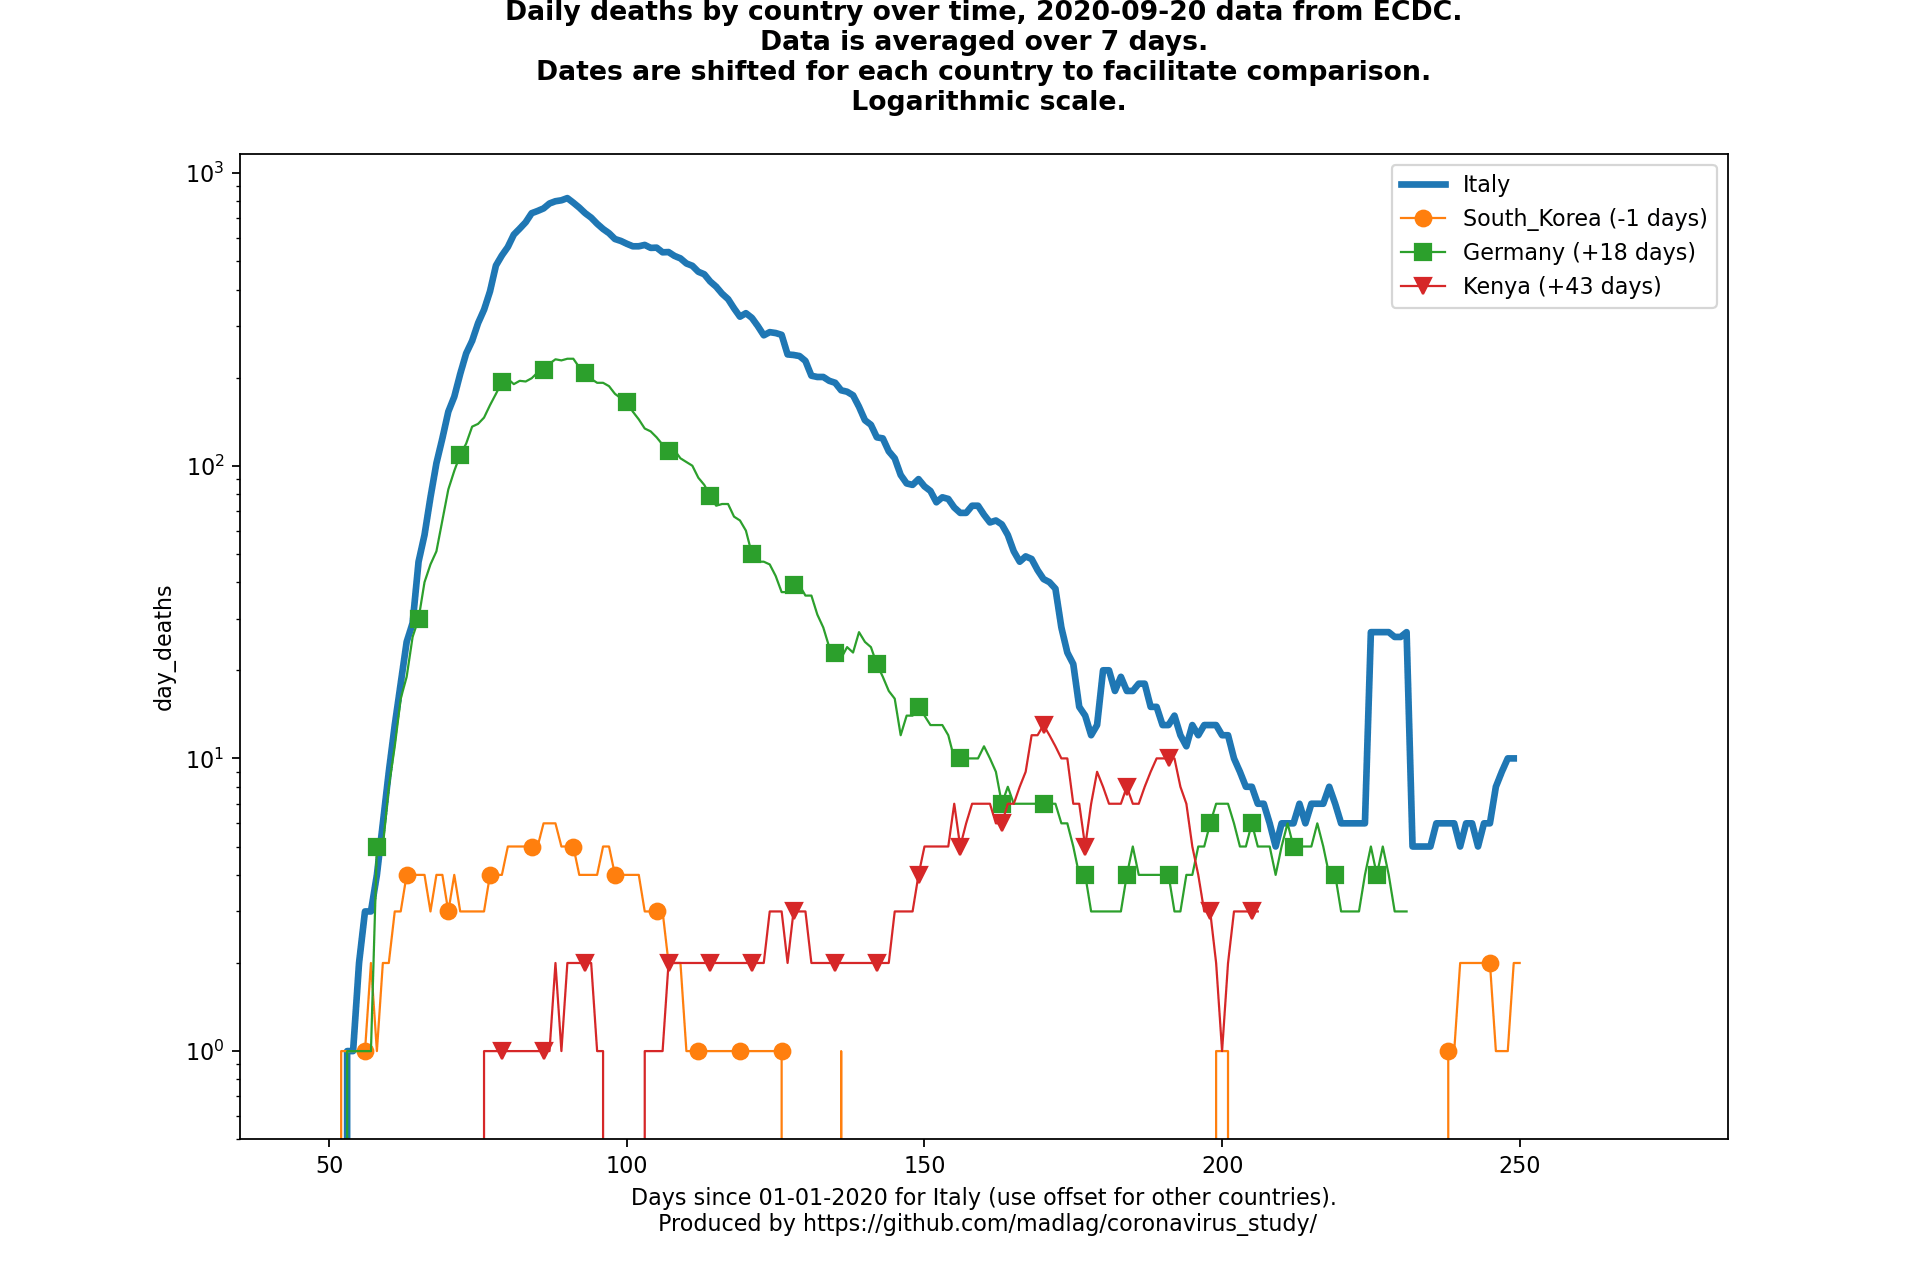 Daily deaths by country over time, 2020-09-20 data from ECDC.
Data is averaged over 7 days.
Dates are shifted for each country to facilitate comparison.
Logarithmic scale.
10³
10²
10¹
10⁰
day_deaths
Italy
South_Korea (-1 days)
Germany (+18 days)
Kenya (+43 days)
50 100 150 200 250
Days since 01-01-2020 for Italy (use offset for other countries).
Produced by https://github.com/madlag/coronavirus_study/